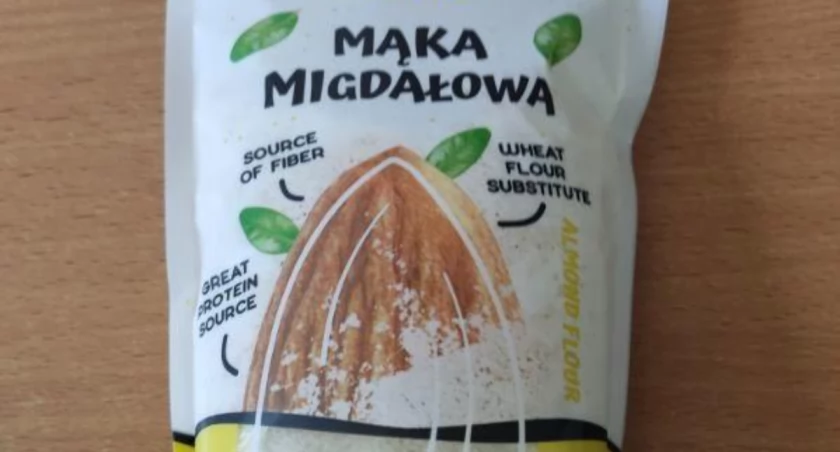 MĄKA
MIGDAŁOWA
SOURCE
OF FIBER
WHEAT
FLOUR
SUBSTITUTE
GREAT
PROTEIN
SOURCE
ALMOND FLOUR